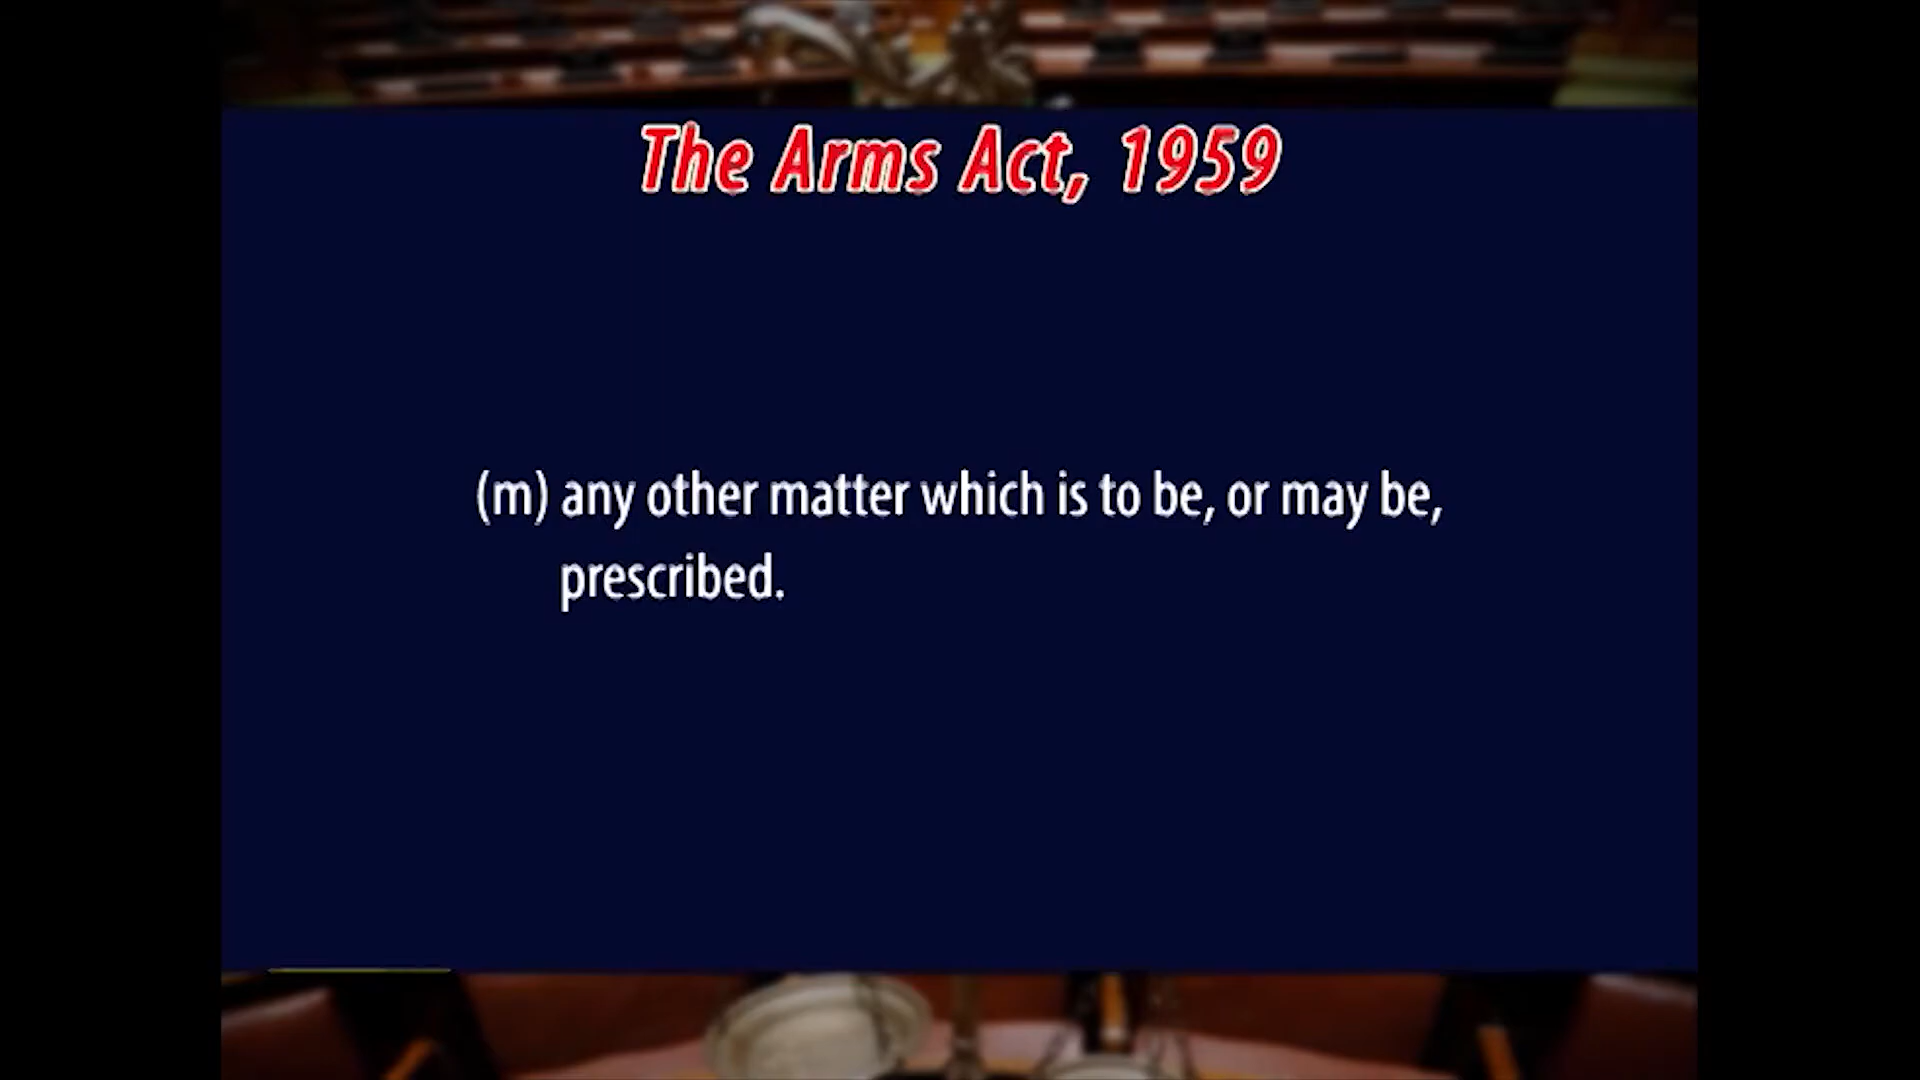 The Arms Act, 1959
(m) any other matter which is to be, or may be,
prescribed.